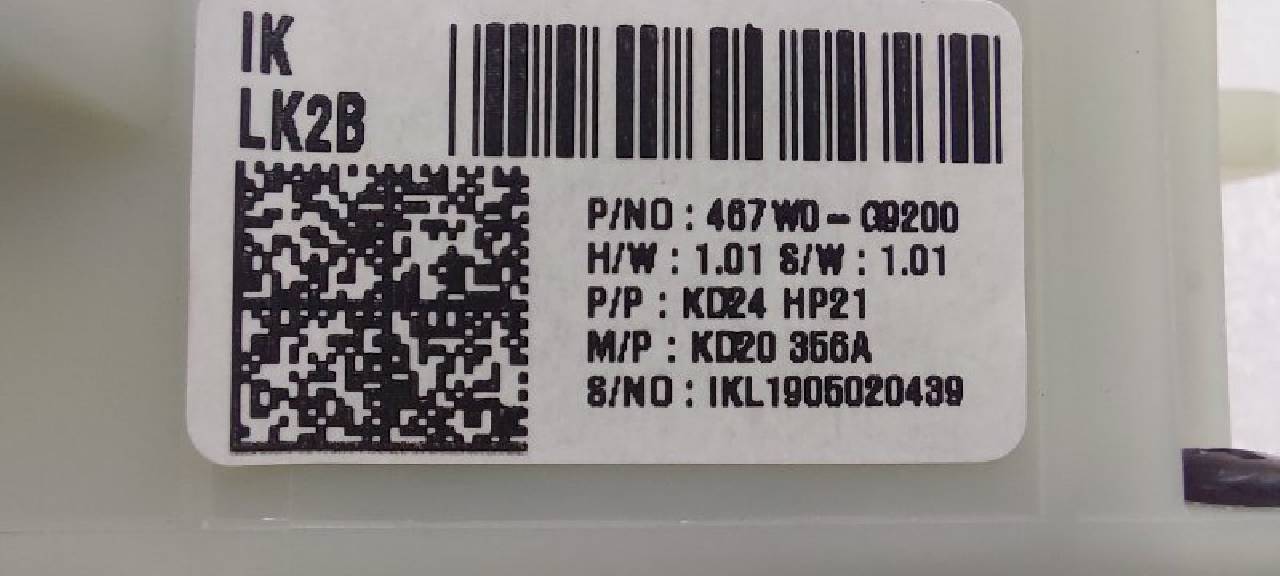 IK
LK2B
P/NO : 467W0 - G9200
H/W : 1.01 S/W : 1.01
P/P : KD24 HP21
M/P : KD20 356A
S/NO : IKL1905020439